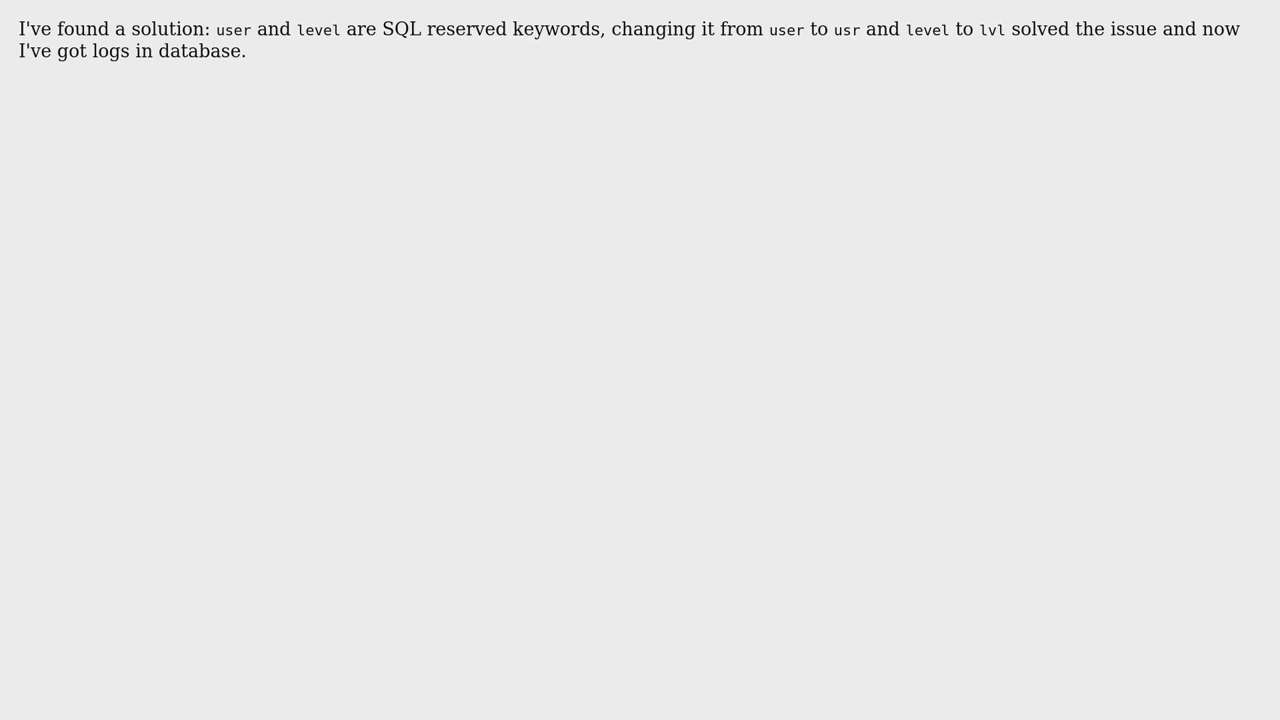 I've found a solution: user and level are SQL reserved keywords, changing it from user to usr and level to lvl solved the issue and now
I've got logs in database.